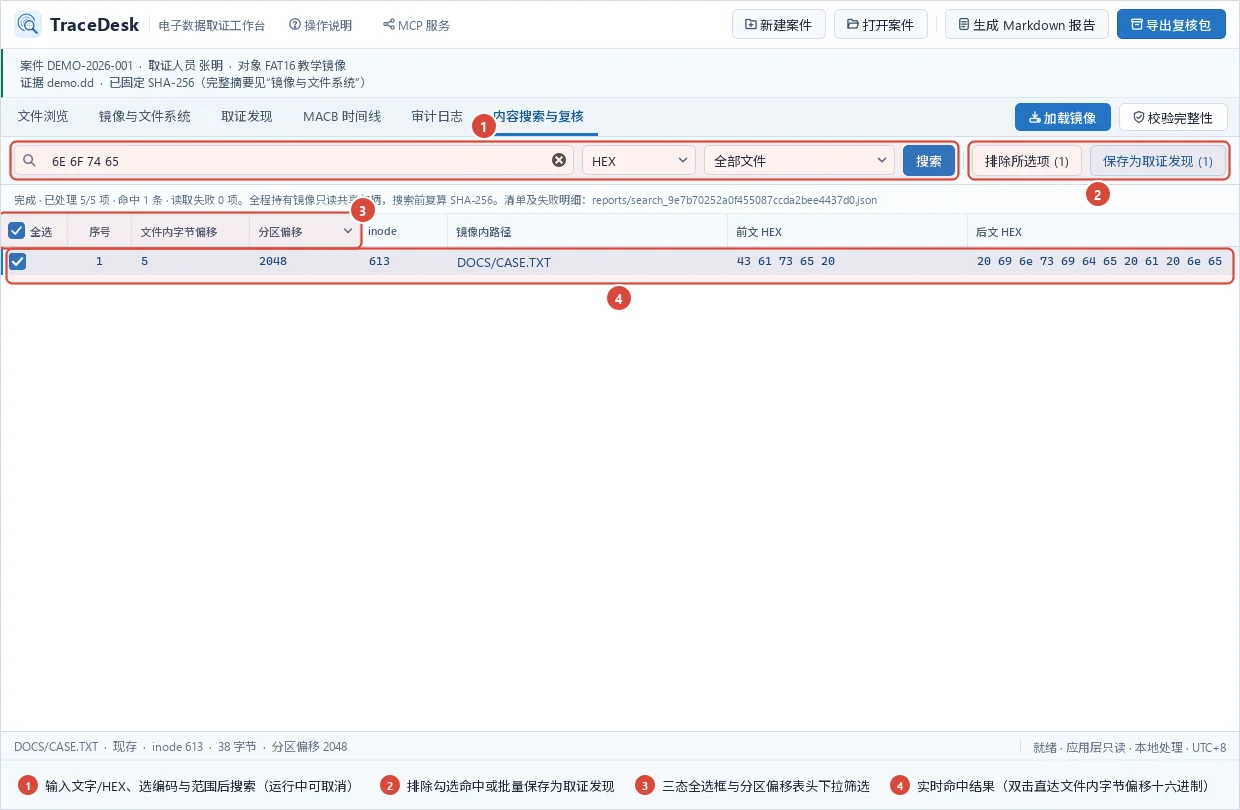 TraceDesk 电子数据取证工作台 操作说明 MCP 服务 新建案件 打开案件 生成 Markdown 报告 导出复核包
案件 DEMO-2026-001 · 取证人员 张明 · 对象 FAT16 教学镜像
证据 demo.dd · 已固定 SHA-256（完整摘要见“镜像与文件系统”）
文件浏览 镜像与文件系统 取证发现 MACB 时间线 审计日志 内容搜索与复核 加载镜像 校验完整性
1
6E 6F 74 65 HEX 全部文件 搜索 排除所选项 (1) 保存为取证发现 (1)
2
完成 · 已处理 5/5 项 · 命中 1 条 · 读取失败 0 项。全程持有镜像只读共 柄，搜索前复算 SHA-256。清单及失败明细：reports/search_9e7b70252a0f455087ccda2bee4437d0.json
3
全选 序号 文件内字节偏移 分区偏移 inode 镜像内路径 前文 HEX 后文 HEX
1 5 2048 613 DOCS/CASE.TXT 43 61 73 65 20 20 69 6e 73 69 64 65 20 61 20 6e 65
4
DOCS/CASE.TXT · 现存 · inode 613 · 38 字节 · 分区偏移 2048 就绪 · 应用层只读 · 本地处理 · UTC+8
1 输入文字/HEX、选编码与范围后搜索（运行中可取消） 2 排除勾选命中或批量保存为取证发现 3 三态全选框与分区偏移表头下拉筛选 4 实时命中结果（双击直达文件内字节偏移十六进制）